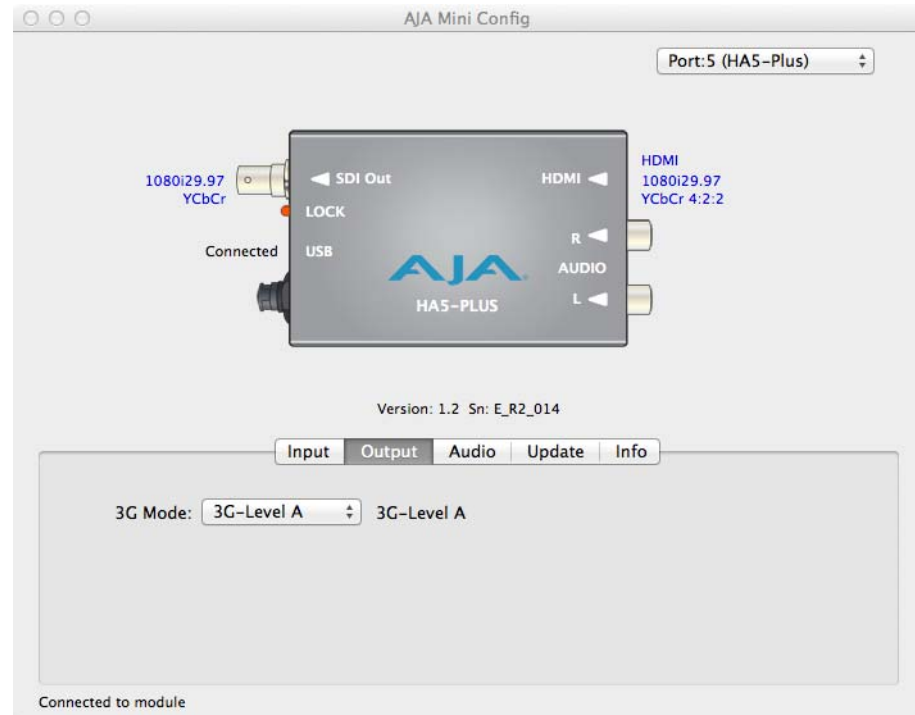 AJA Mini Config
Port:5 (HA5-Plus)
SDI Out
HDMI
HDMI
1080i29.97
YCbCr
1080i29.97
YCbCr 4:2:2
LOCK
Connected
USB
R
AUDIO
L
AJA
HA5-PLUS
Version: 1.2 Sn: E_R2_014
Input Output Audio Update Info
3G Mode: 3G-Level A 3G-Level A
Connected to module